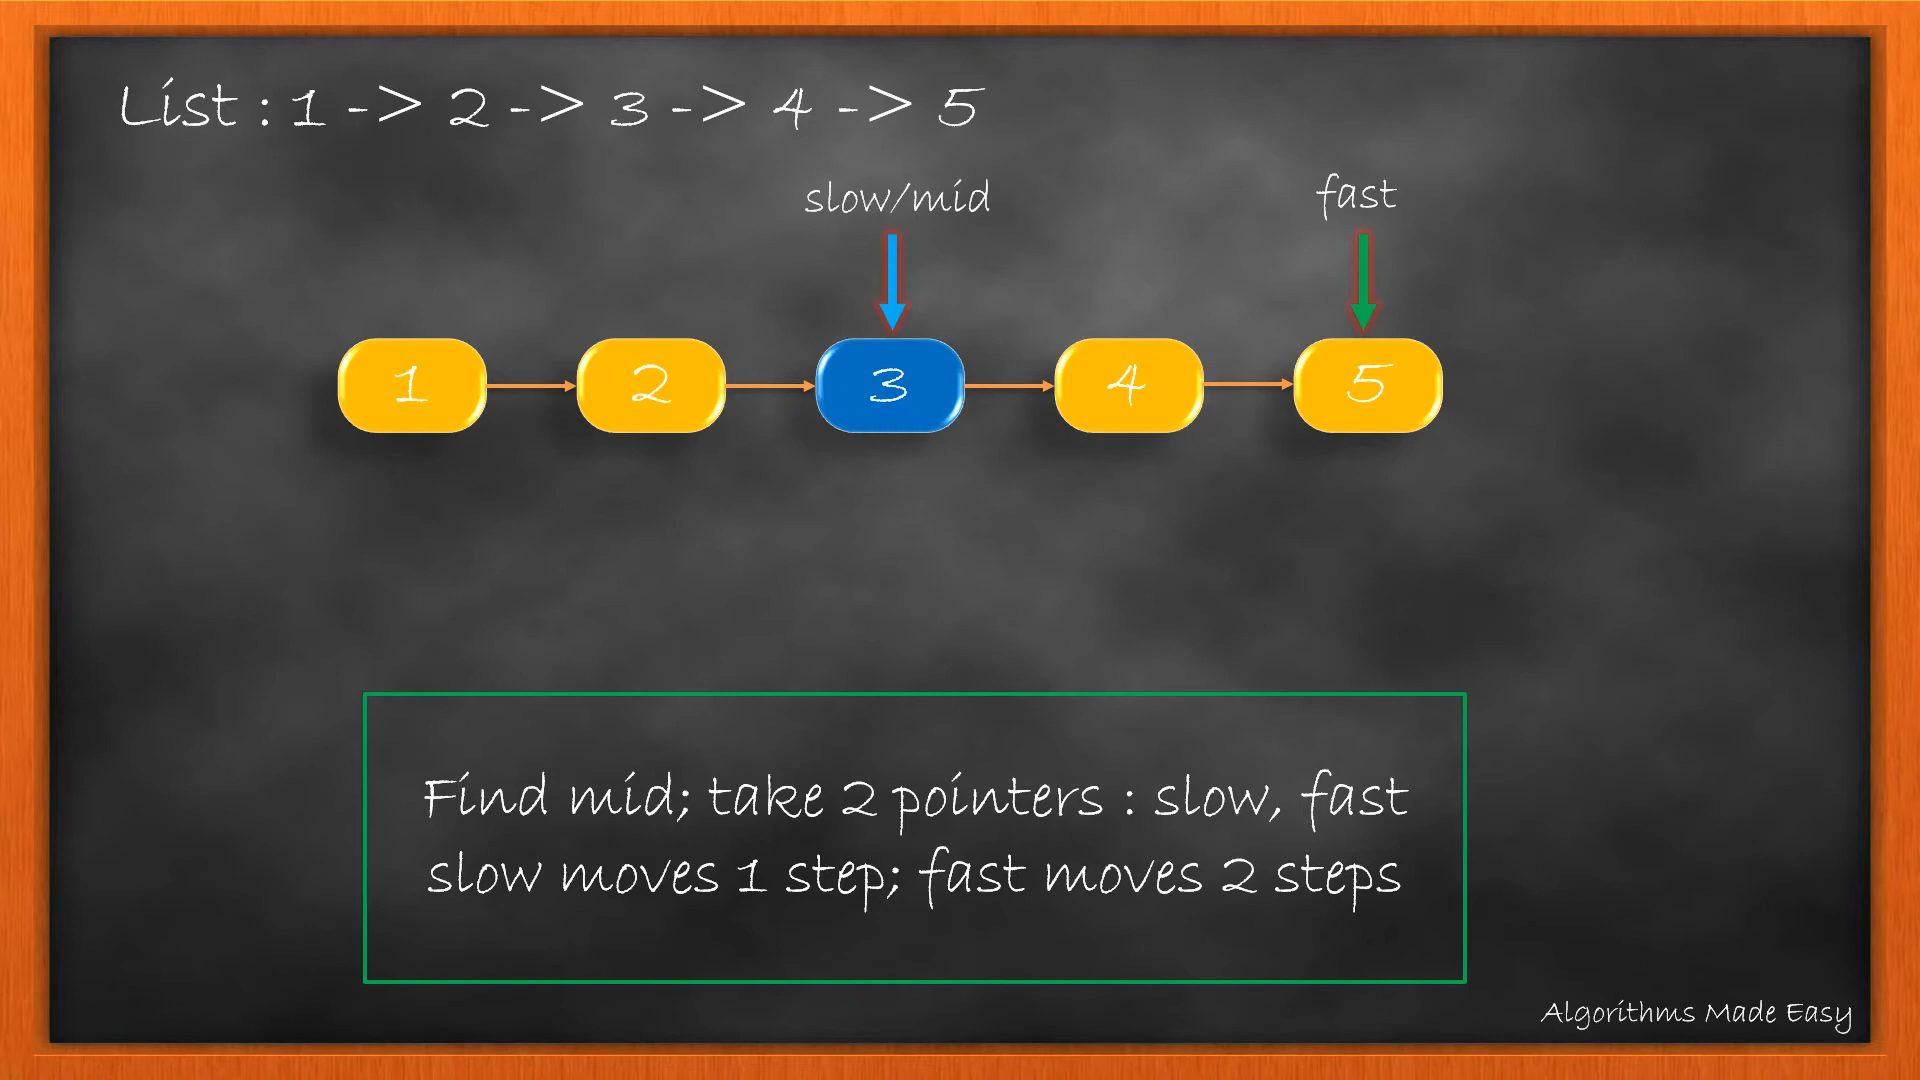 List : 1 -> 2 -> 3 -> 4 -> 5
slow/mid fast
1 2 3 4 5
Find mid; take 2 pointers : slow, fast
slow moves 1 step; fast moves 2 steps
Algorithms Made Easy